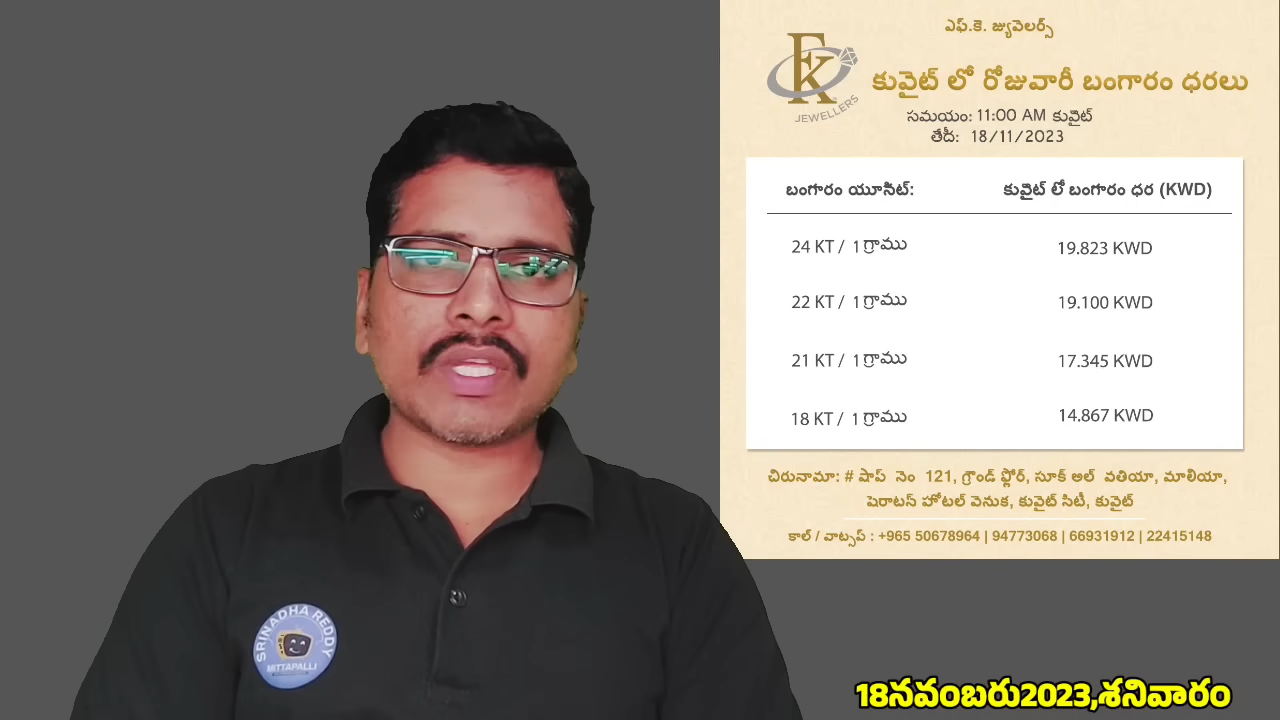 ఎఫ్.కె. జ్యువెలర్స్
FK
JEWELLERS
కువైట్ లో రోజువారీ బంగారం ధరలు
సమయం: 11:00 AM కువైట్
తేదీ: 18/11/2023
బంగారం యూనిట్: కువైట్ లో బంగారం ధర (KWD)
24 KT / 1 గ్రాము 19.823 KWD
22 KT / 1 గ్రాము 19.100 KWD
21 KT / 1 గ్రాము 17.345 KWD
18 KT / 1 గ్రాము 14.867 KWD
చిరునామా: # షాప్ నెం 121, గ్రౌండ్ ఫ్లోర్, సూక్ అల్ వతియా, మాలియా,
షెరాటన్ హోటల్ వెనుక, కువైట్ సిటీ, కువైట్
కాల్ / వాట్సప్ : +965 50678964 | 94773068 | 66931912 | 22415148
SRINADHA REDDY
MITTAPALLI
18నవంబరు2023,శనివారం